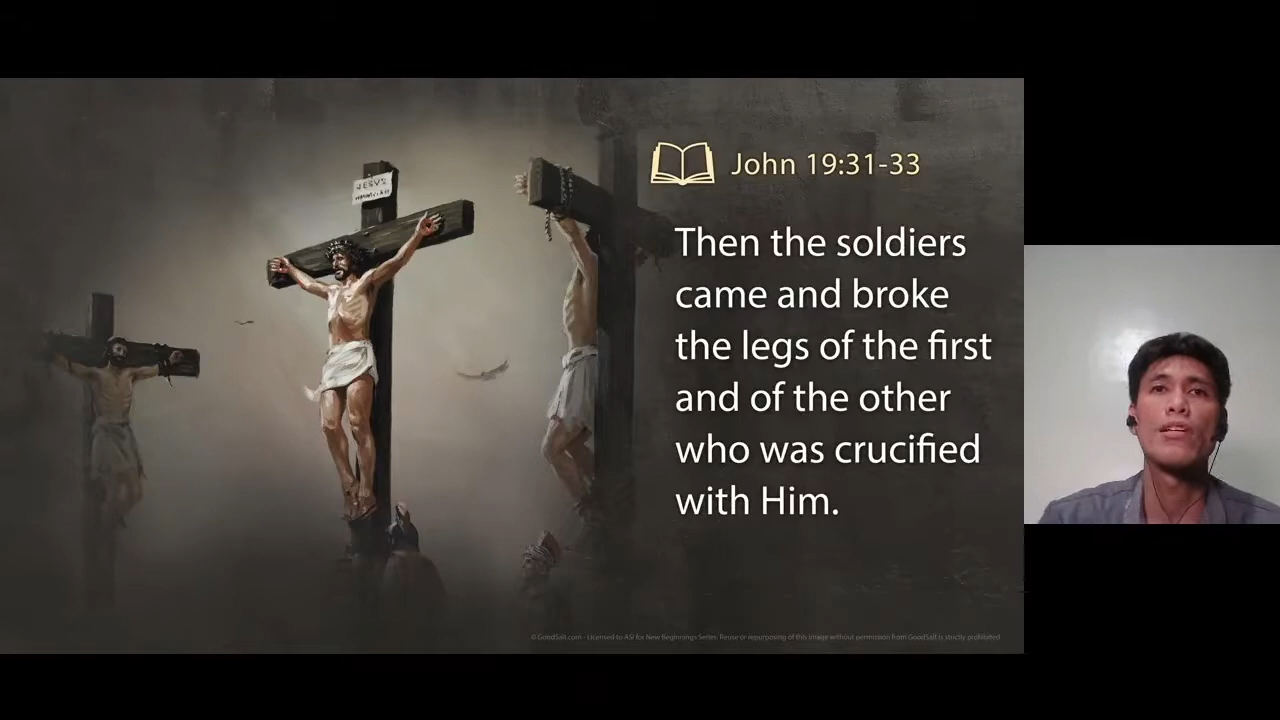 John 19:31-33
Then the soldiers
came and broke
the legs of the first
and of the other
who was crucified
with Him.
© GoodSalt.com - Licensed to ASI for New Beginnings Series. Reuse or repurposing of this image without permission from GoodSalt is strictly prohibited